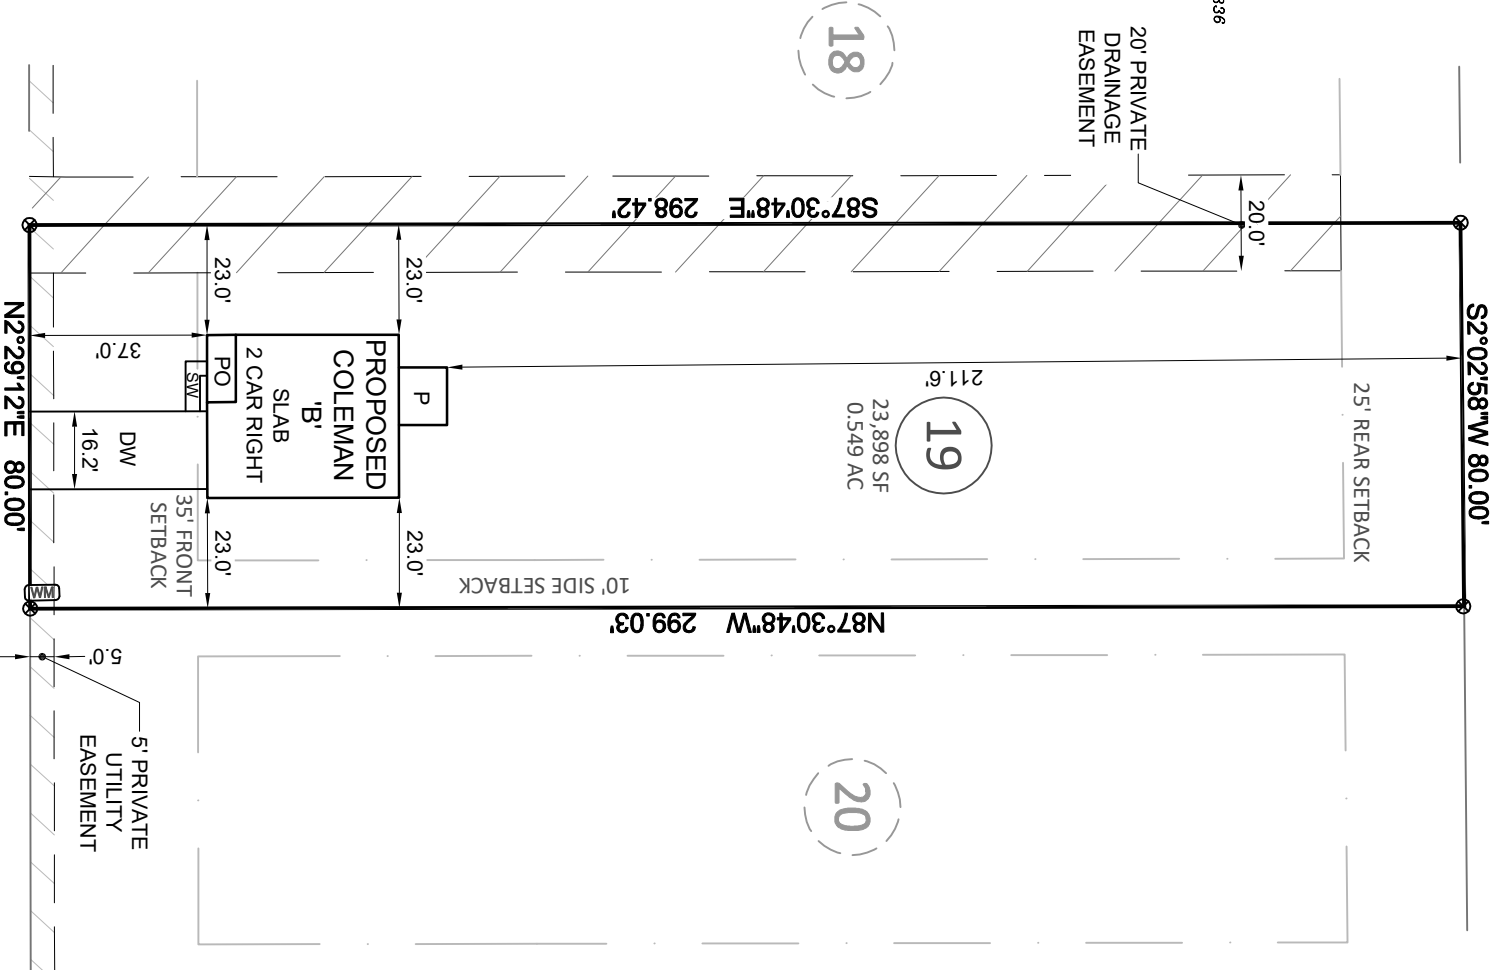 336
18
20' PRIVATE
DRAINAGE
EASEMENT
S87°30'48"E 298.42'
20.0'
S2°02'58"W 80.00'
25' REAR SETBACK
23.0'
23.0'
37.0'
211.6'
19
23,898 SF
0.549 AC
P
PROPOSED
COLEMAN
'B'
SLAB
2 CAR RIGHT
PO
SW
DW
16.2'
N2°29'12"E 80.00'
35' FRONT
SETBACK
23.0'
23.0'
10' SIDE SETBACK
N87°30'48"W 299.03'
WM
5.0'
5' PRIVATE
UTILITY
EASEMENT
20